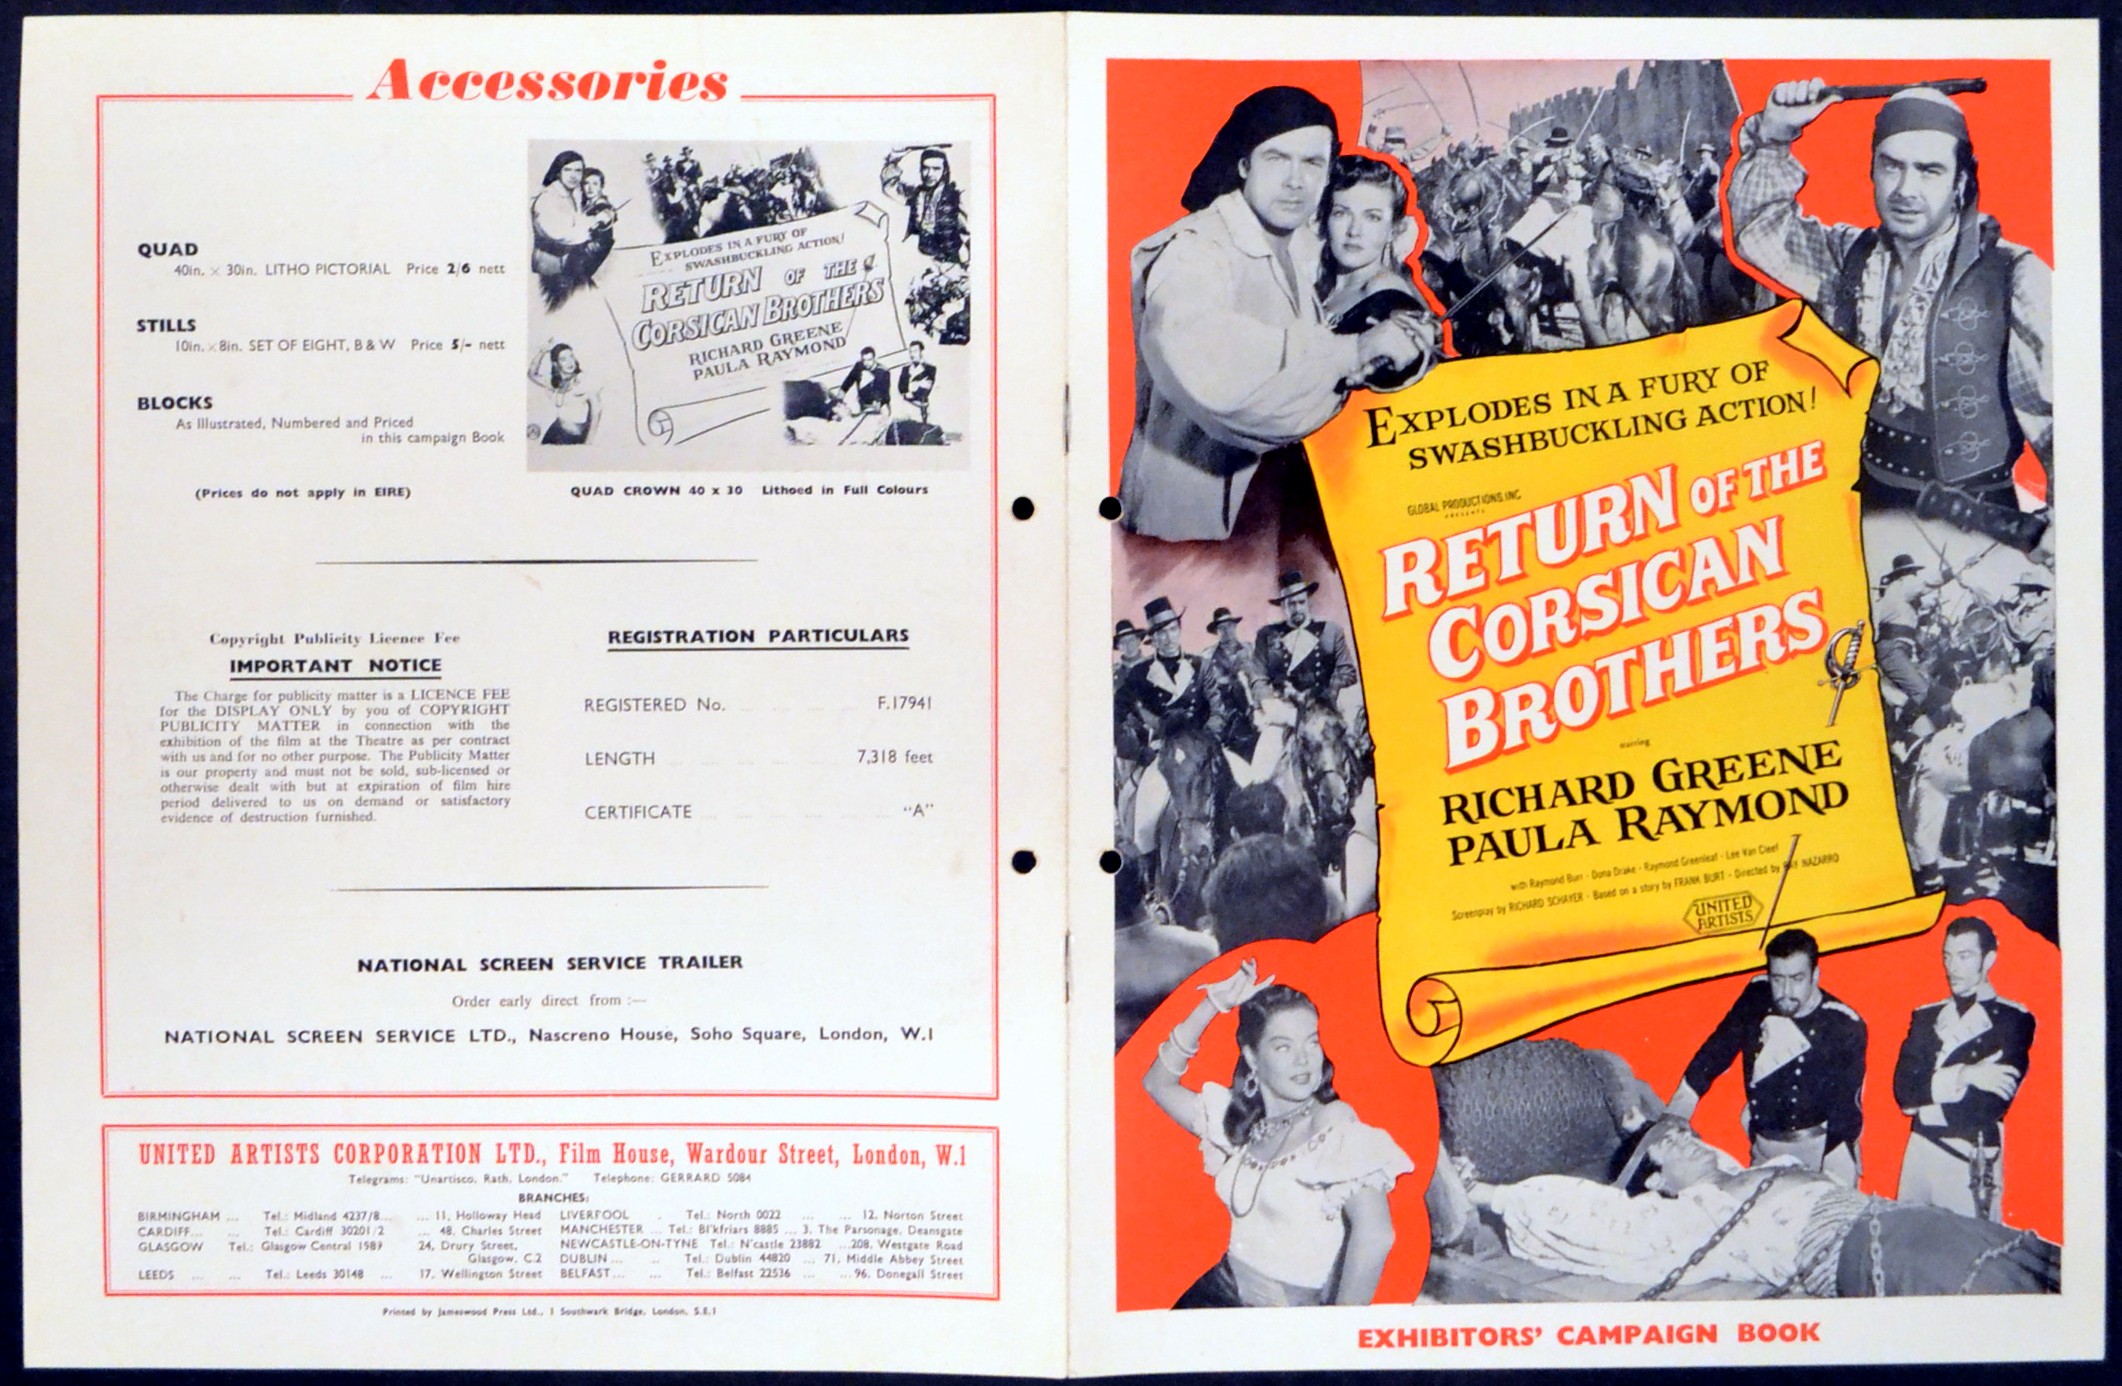 Accessories
QUAD
40in. × 30in. LITHO PICTORIAL Price 2/6 nett
STILLS
10in. × 8in. SET OF EIGHT, B & W Price 5/- nett
BLOCKS
As Illustrated, Numbered and Priced
in this campaign Book
(Prices do not apply in EIRE)
EXPLODES IN A FURY OF
SWASHBUCKLING ACTION!
RETURN OF THE
CORSICAN BROTHERS
RICHARD GREENE
PAULA RAYMOND
QUAD CROWN 40 x 30 Lithoed in Full Colours
Copyright Publicity Licence Fee
IMPORTANT NOTICE
The Charge for publicity matter is a LICENCE FEE
for the DISPLAY ONLY by you of COPYRIGHT
PUBLICITY MATTER in connection with the
exhibition of the film at the Theatre as per contract
with us and for no other purpose. The Publicity Matter
is our property and must not be sold, sub-licensed or
otherwise dealt with but at expiration of film hire
period delivered to us on demand or satisfactory
evidence of destruction furnished.
REGISTRATION PARTICULARS
REGISTERED No. ... ... ... F.17941
LENGTH ... ... ... ... 7,318 feet
CERTIFICATE ... ... ... ... "A"
NATIONAL SCREEN SERVICE TRAILER
Order early direct from :—
NATIONAL SCREEN SERVICE LTD., Nascreno House, Soho Square, London, W.1
UNITED ARTISTS CORPORATION LTD., Film House, Wardour Street, London, W.1
Telegrams: "Unartisco, Rath, London." Telephone: GERRARD 5084
BRANCHES:
BIRMINGHAM ... Tel.: Midland 4237/8... ... 11, Holloway Head
CARDIFF... ... Tel.: Cardiff 30201/2 ... 48, Charles Street
GLASGOW Tel.: Glasgow Central 1589 24, Drury Street,
Glasgow, C.2
LEEDS ... ... Tel.: Leeds 30148 ... 17, Wellington Street
LIVERPOOL . Tel.: North 0022 ... ... 12, Norton Street
MANCHESTER ... Tel.: Bl'kfriars 8885 ... 3, The Parsonage, Deansgate
NEWCASTLE-ON-TYNE Tel.: N'castle 23882 ...208, Westgate Road
DUBLIN ... .. Tel.: Dublin 44820 ... 71, Middle Abbey Street
BELFAST... ... Tel.: Belfast 22536 ... ...96, Donegall Street
Printed by Jameswood Press Ltd., 1 Southwark Bridge, London, S.E.1
EXPLODES IN A FURY OF
SWASHBUCKLING ACTION!
GLOBAL PRODUCTIONS, INC
PRESENTS
RETURN OF THE
CORSICAN
BROTHERS
starring
RICHARD GREENE
PAULA RAYMOND
with Raymond Burr · Dona Drake · Raymond Greenleaf · Lee Van Cleef
Screenplay by RICHARD SCHAYER · Based on a story by FRANK BURT · Directed by RAY NAZARRO
UNITED
ARTISTS
EXHIBITORS' CAMPAIGN BOOK